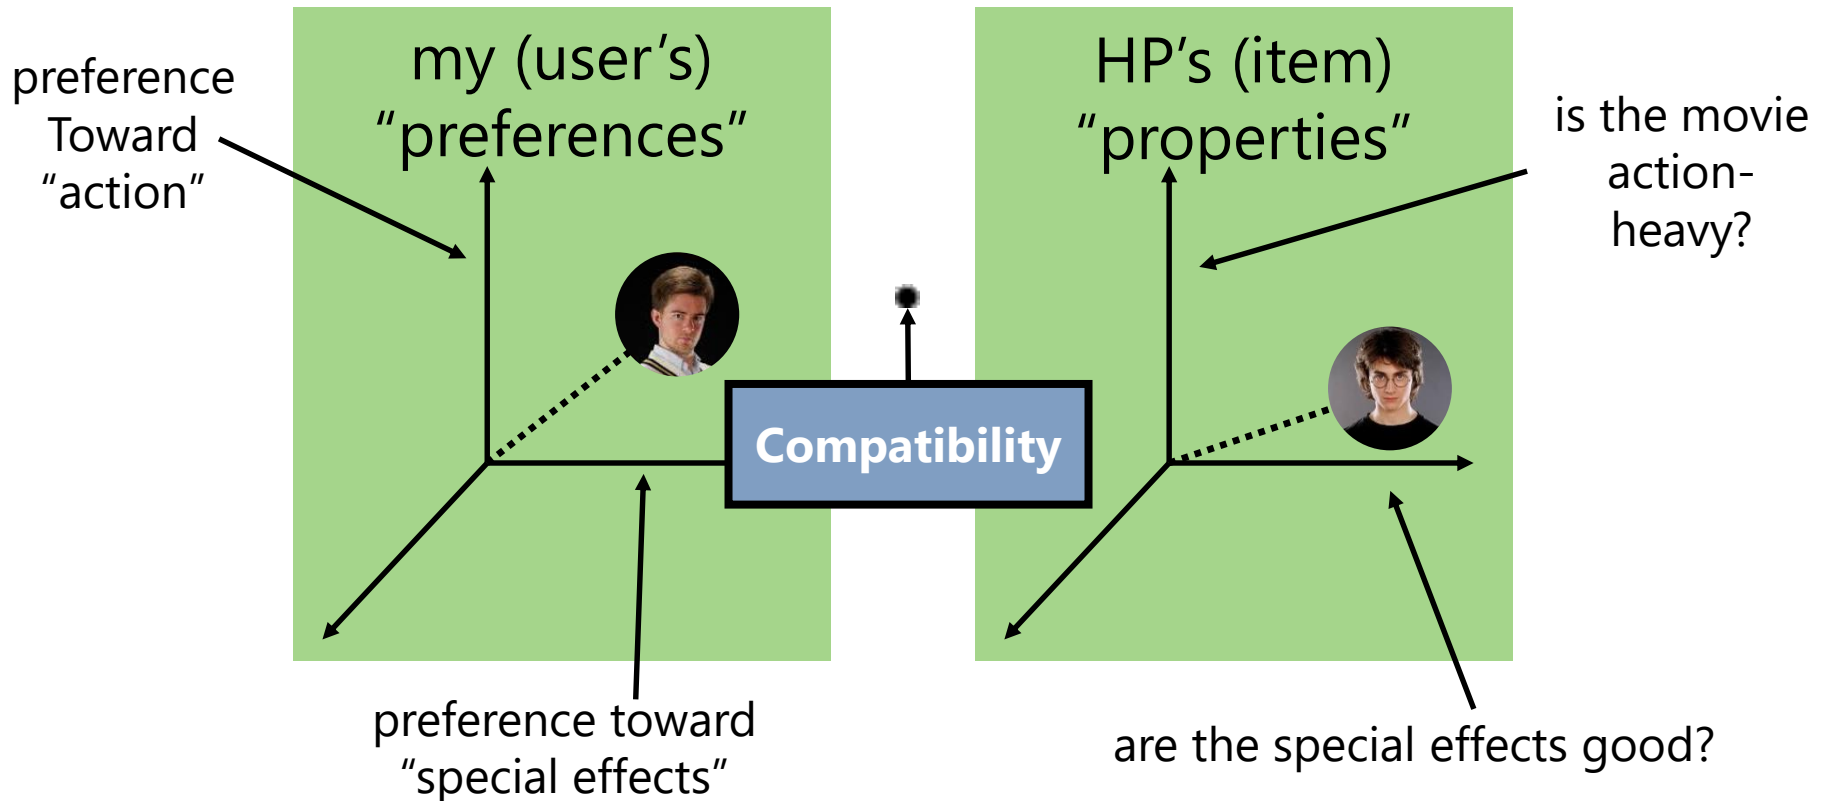 preference
Toward
“action”
my (user’s)
“preferences”
HP’s (item)
“properties”
is the movie
action-
heavy?
Compatibility
preference toward
“special effects”
are the special effects good?